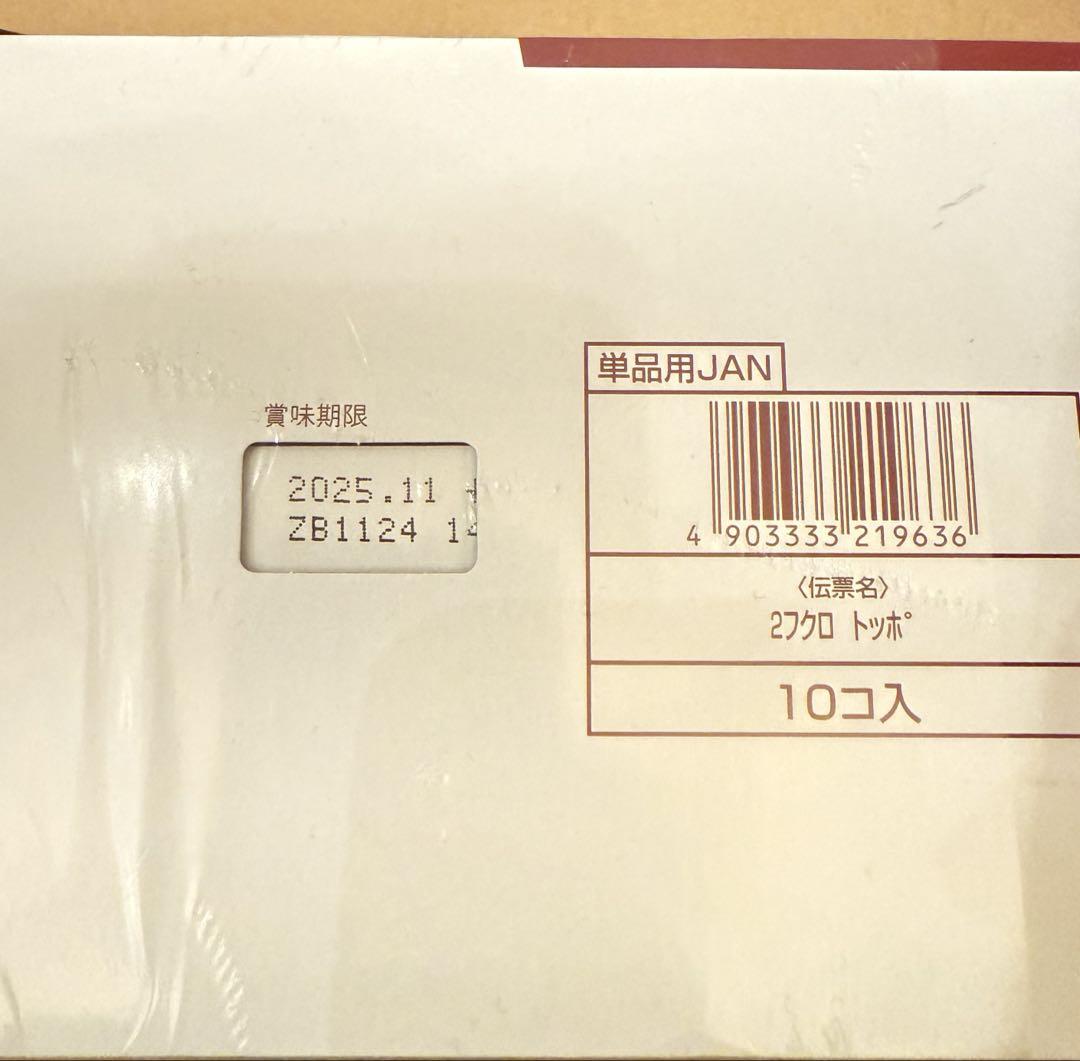 賞味期限
2025.11
ZB1124 14
単品用JAN
4 903333 219636
〈伝票名〉
2フクロ トッポ
10コ入